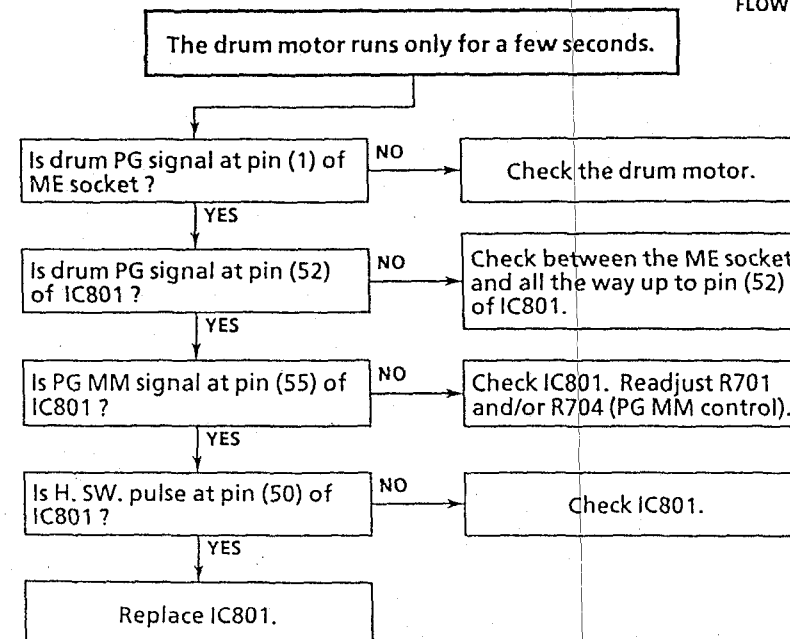 FLOW
The drum motor runs only for a few seconds.
Is drum PG signal at pin (1) of
ME socket ?
NO
Check the drum motor.
YES
Is drum PG signal at pin (52)
of IC801 ?
NO
Check between the ME socket
and all the way up to pin (52)
of IC801.
YES
Is PG MM signal at pin (55) of
IC801 ?
NO
Check IC801. Readjust R701
and/or R704 (PG MM control).
YES
Is H. SW. pulse at pin (50) of
IC801 ?
NO
Check IC801.
YES
Replace IC801.